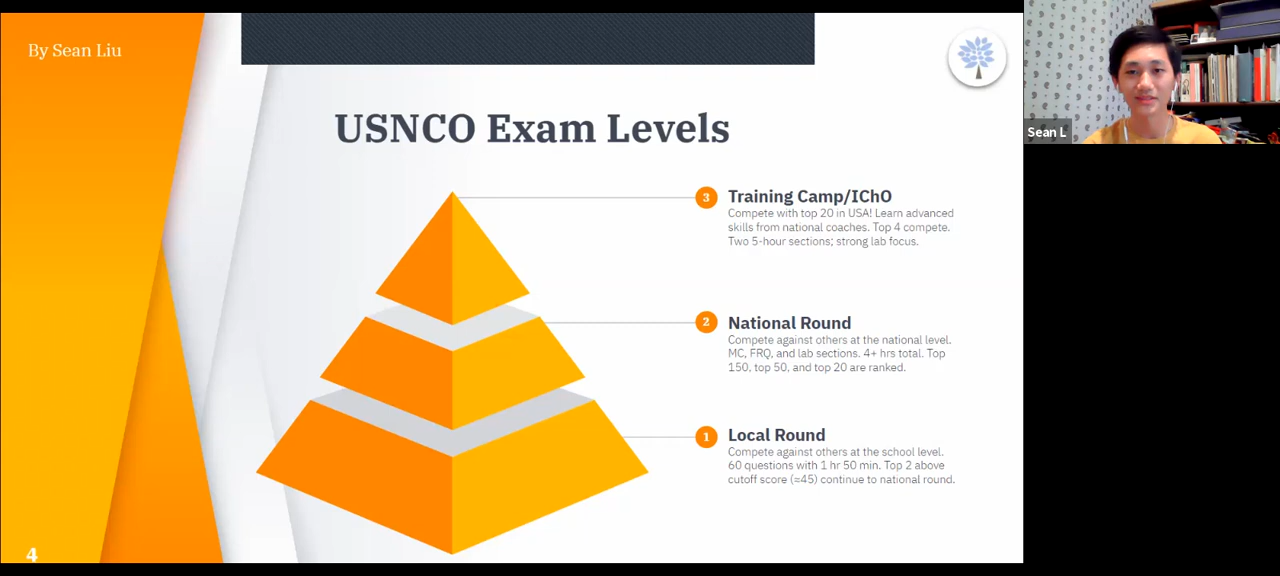 By Sean Liu
USNCO Exam Levels
3
Training Camp/IChO
Compete with top 20 in USA! Learn advanced
skills from national coaches. Top 4 compete.
Two 5-hour sections; strong lab focus.
2
National Round
Compete against others at the national level.
MC, FRQ, and lab sections. 4+ hrs total. Top
150, top 50, and top 20 are ranked.
1
Local Round
Compete against others at the school level.
60 questions with 1 hr 50 min. Top 2 above
cutoff score (≈45) continue to national round.
4
Sean L